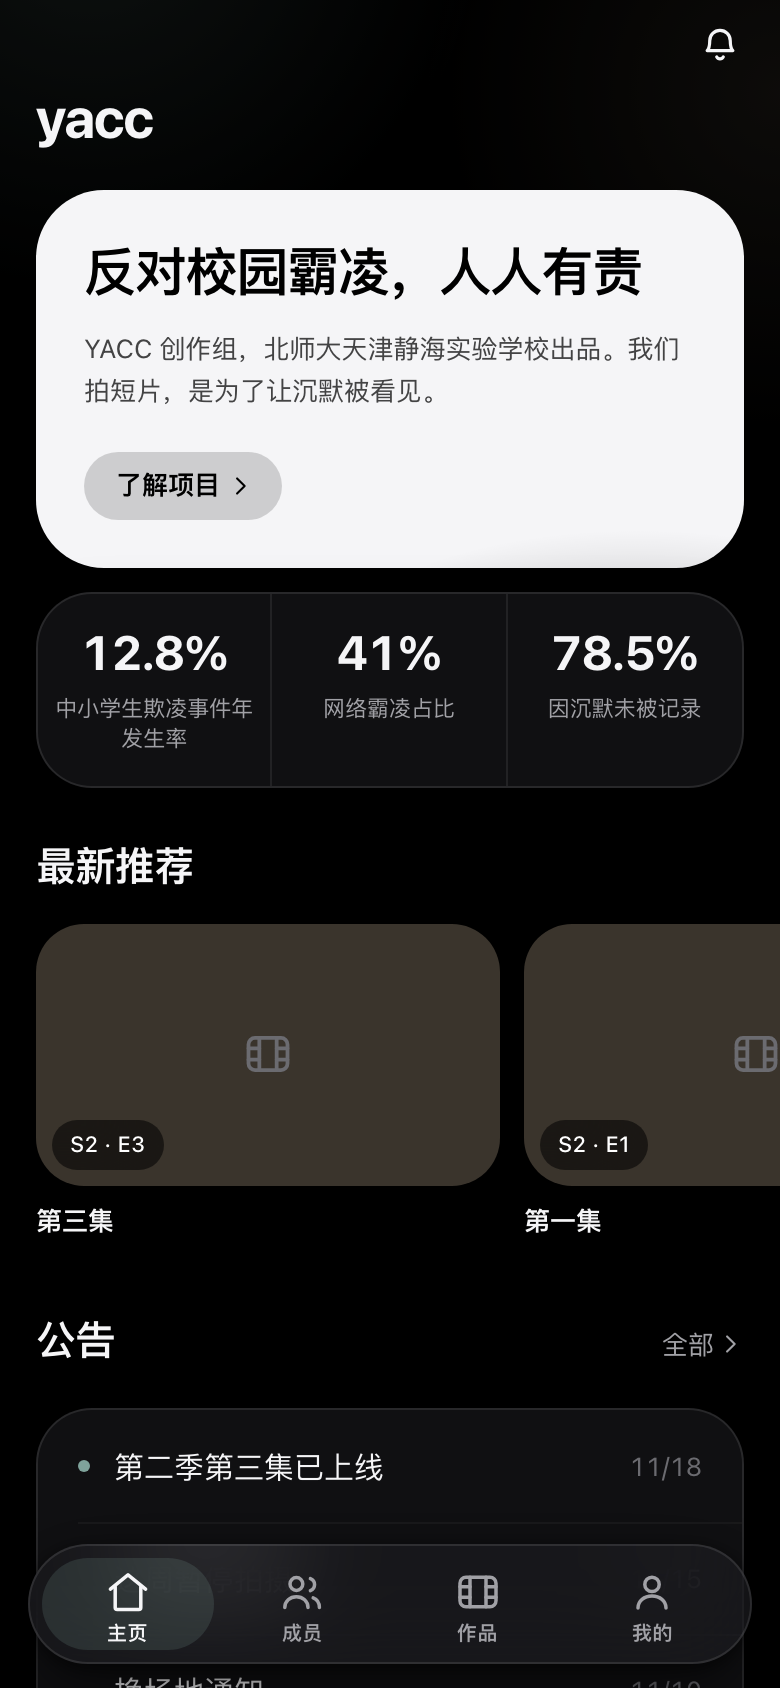 yacc
反对校园霸凌，人人有责
YACC 创作组，北师大天津静海实验学校出品。我们
拍短片，是为了让沉默被看见。
了解项目
12.8%
41%
78.5%
中小学生欺凌事件年
发生率
网络霸凌占比
因沉默未被记录
最新推荐
S2 · E3
S2 · E1
第三集
第一集
公告
全部
第二季第三集已上线
11/18
主页
成员
作品
我的